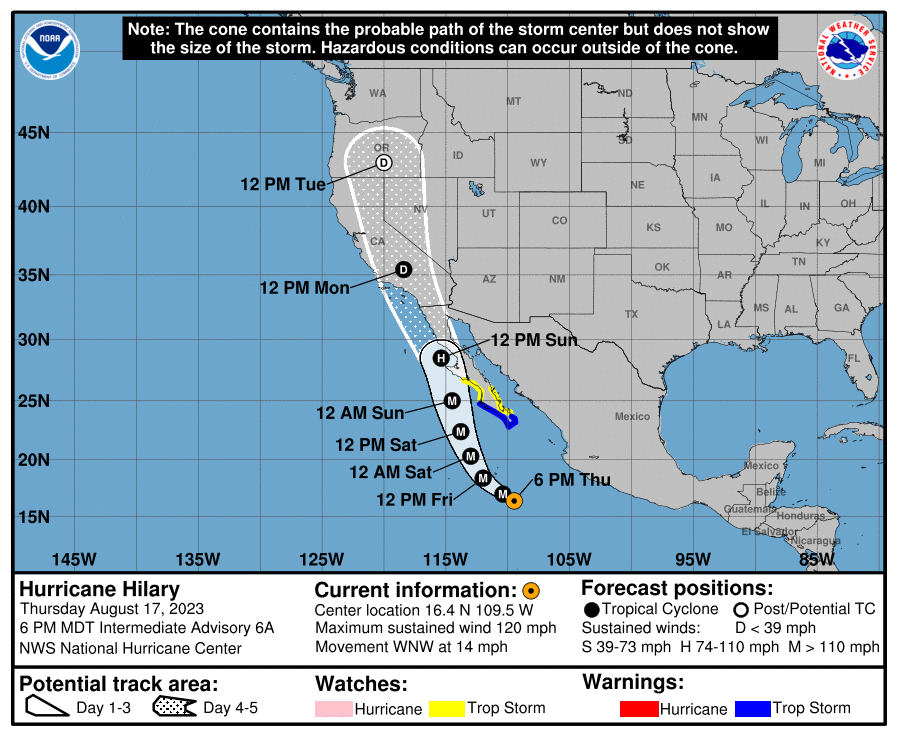 Note: The cone contains the probable path of the storm center but does not show
the size of the storm. Hazardous conditions can occur outside of the cone.
NOAA
NATIONAL WEATHER SERVICE
WA
MT
ND
MN
45N
OR
ID
SD
WI
MI
WY
12 PM Tue
D
IA
NE
40N
NV
UT
CO
IL
IN
OH
CA
KS
MO
KY
35N
12 PM Mon
D
AZ
NM
OK
AR
TN
TX
MS
AL
GA
LA
30N
12 PM Sun
H
FL
25N
12 AM Sun
M
Mexico
12 PM Sat
M
20N
12 AM Sat
M
Mexico
12 PM Fri
M
M
6 PM Thu
Belize
15N
Guatemala
Honduras
El Salvador
Nicaragua
145W
135W
125W
115W
105W
95W
85W
Hurricane Hilary
Thursday August 17, 2023
6 PM MDT Intermediate Advisory 6A
NWS National Hurricane Center
Current information:
Center location 16.4 N 109.5 W
Maximum sustained wind 120 mph
Movement WNW at 14 mph
Forecast positions:
Tropical Cyclone Post/Potential TC
Sustained winds: D < 39 mph
S 39-73 mph H 74-110 mph M > 110 mph
Potential track area:
Day 1-3 Day 4-5
Watches:
Hurricane Trop Storm
Warnings:
Hurricane Trop Storm